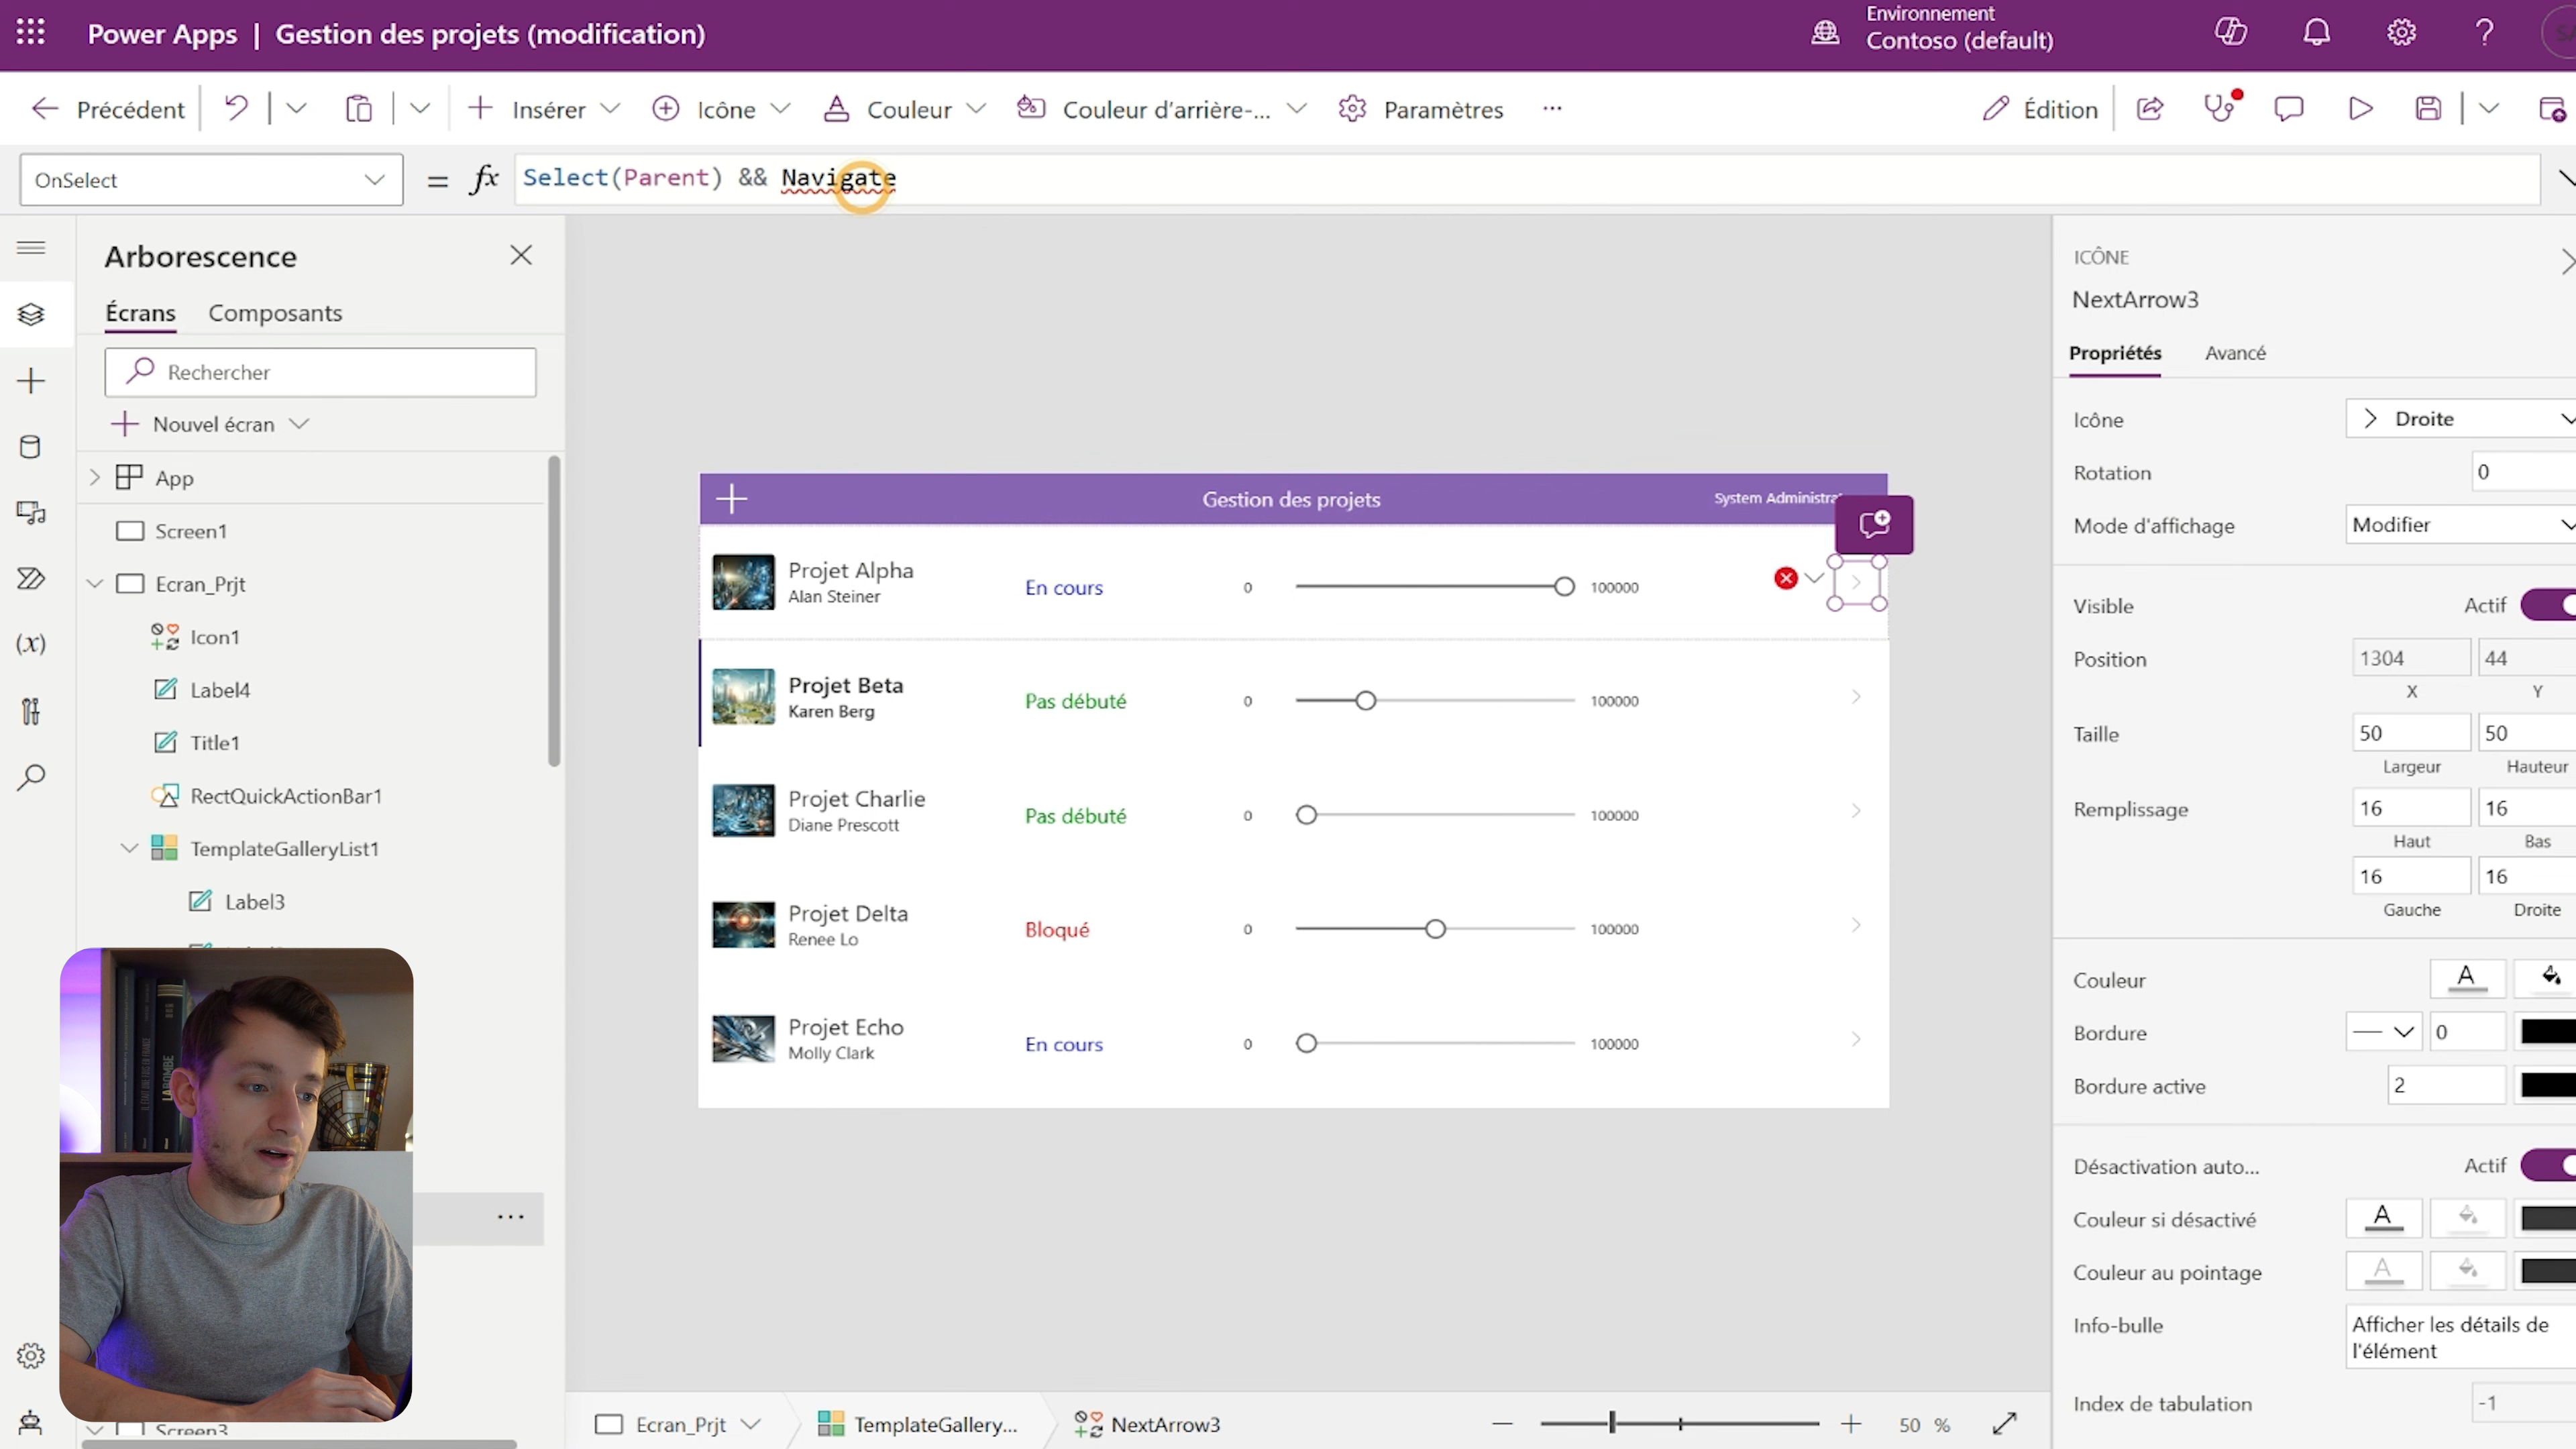 Power Apps | Gestion des projets (modification)
Environnement
Contoso (default)
Précédent
Insérer
Icône
Couleur
Couleur d'arrière-...
Paramètres
...
Édition
OnSelect
= fx Select(Parent) && Navigate
Arborescence
Écrans
Composants
Rechercher
Nouvel écran
App
Screen1
Ecran_Prjt
Icon1
Label4
Title1
RectQuickActionBar1
TemplateGalleryList1
Label3
...
Screen3
Gestion des projets
System Administrat
Projet Alpha
Alan Steiner
En cours
0
100000
Projet Beta
Karen Berg
Pas débuté
0
100000
Projet Charlie
Diane Prescott
Pas débuté
0
100000
Projet Delta
Renee Lo
Bloqué
0
100000
Projet Echo
Molly Clark
En cours
0
100000
LA BOMBE
Ecran_Prjt
TemplateGallery...
NextArrow3
50 %
ICÔNE
NextArrow3
Propriétés
Avancé
Icône
Droite
Rotation
0
Mode d'affichage
Modifier
Visible
Actif
Position
1304
44
X
Y
Taille
50
50
Largeur
Hauteur
Remplissage
16
16
Haut
Bas
16
16
Gauche
Droite
Couleur
A
Bordure
0
Bordure active
2
Désactivation auto...
Actif
Couleur si désactivé
A
Couleur au pointage
A
Info-bulle
Afficher les détails de
l'élément
Index de tabulation
-1